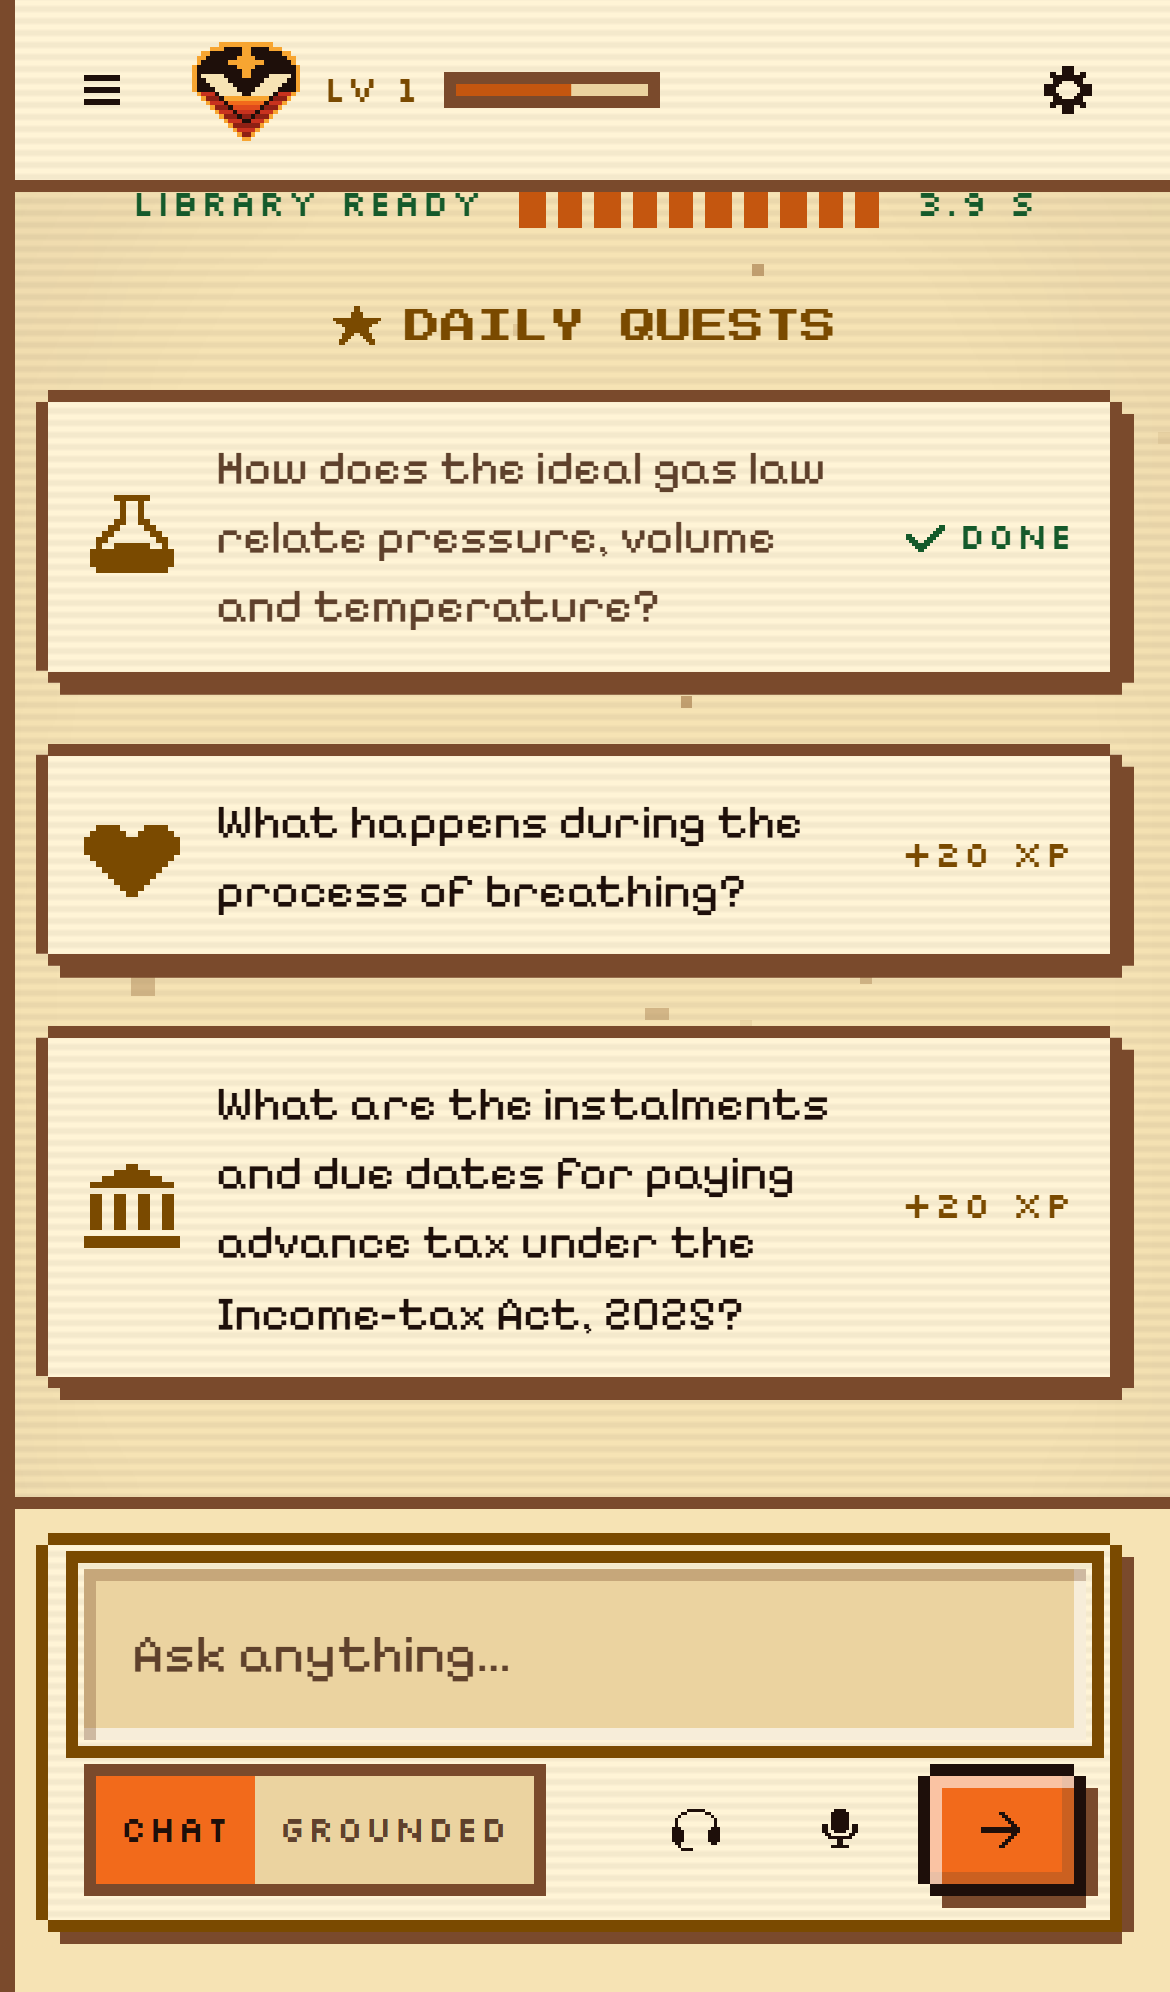 LV 1
LIBRARY READY 3.9 S
DAILY QUESTS
How does the ideal gas law
relate pressure, volume
and temperature?
DONE
What happens during the
process of breathing?
+20 XP
What are the instalments
and due dates for paying
advance tax under the
Income-tax Act, 2025?
+20 XP
Ask anything...
CHAT GROUNDED